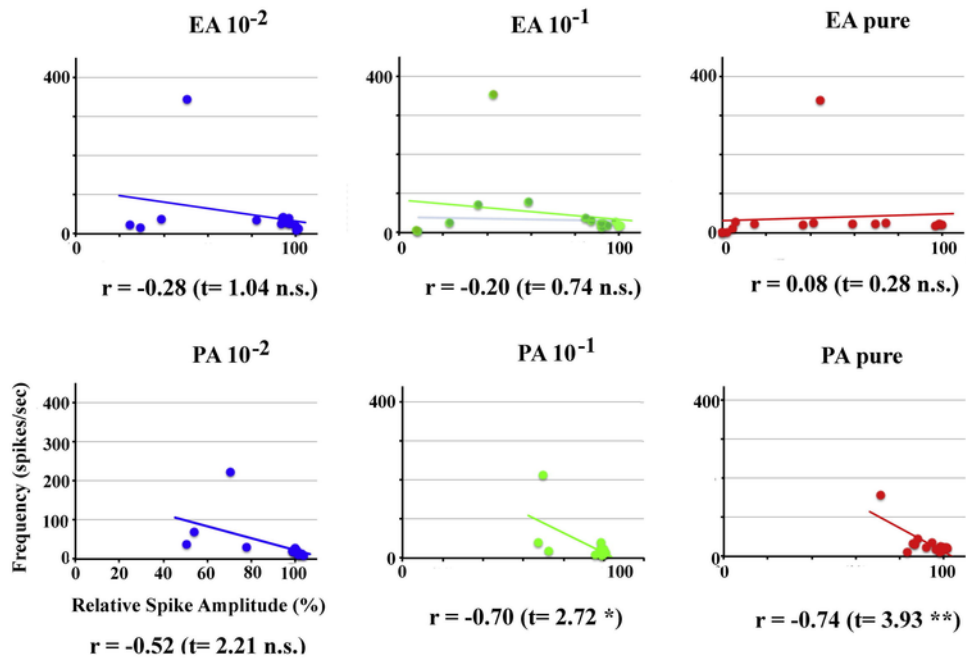 EA 10^-2
EA 10^-1
EA pure
400
0
0
100
400
0
0
100
400
0
0
100
r = -0.28 (t= 1.04 n.s.)
r = -0.20 (t= 0.74 n.s.)
r = 0.08 (t= 0.28 n.s.)
PA 10^-2
PA 10^-1
PA pure
Frequency (spikes/sec)
400
300
200
100
0
0
20
40
60
80
100
Relative Spike Amplitude (%)
400
0
0
100
400
0
0
100
r = -0.52 (t= 2.21 n.s.)
r = -0.70 (t= 2.72 *)
r = -0.74 (t= 3.93 **)